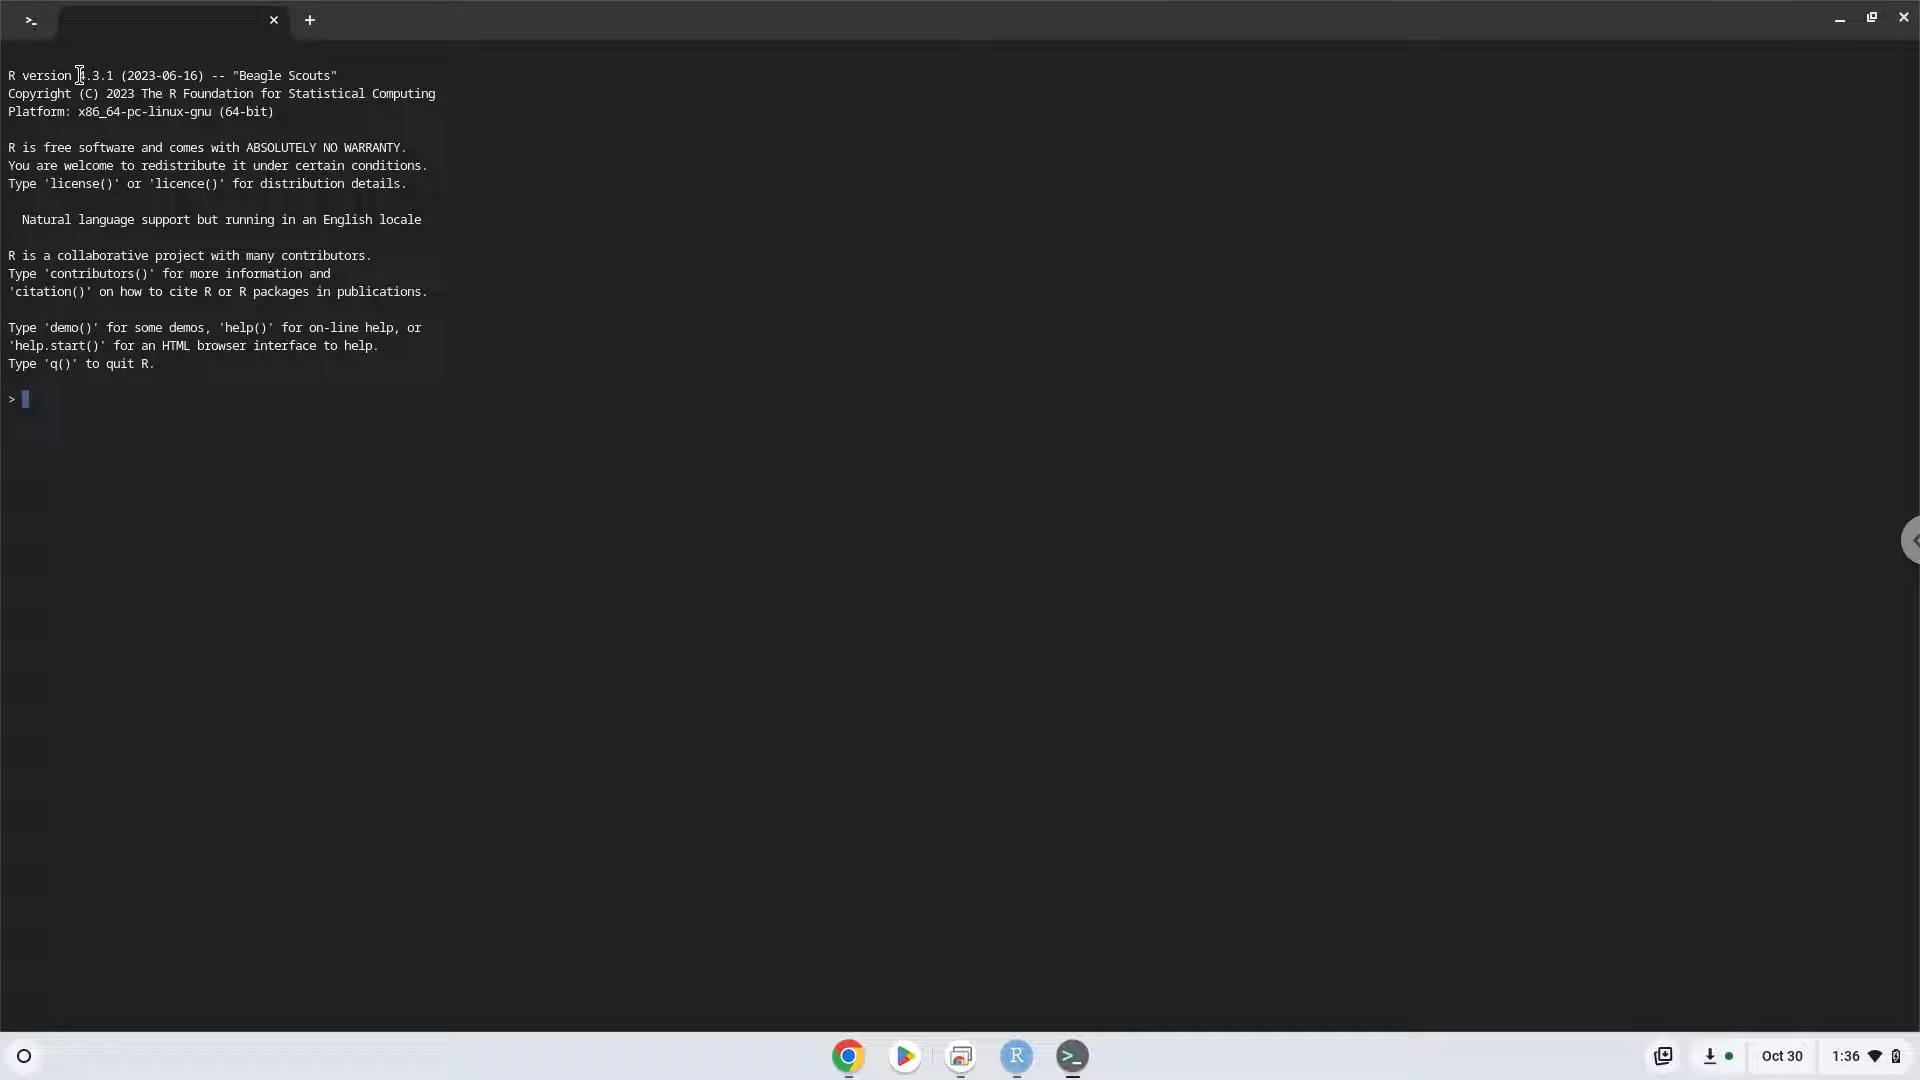 R version 4.3.1 (2023-06-16) -- "Beagle Scouts"
Copyright (C) 2023 The R Foundation for Statistical Computing
Platform: x86_64-pc-linux-gnu (64-bit)
R is free software and comes with ABSOLUTELY NO WARRANTY.
You are welcome to redistribute it under certain conditions.
Type 'license()' or 'licence()' for distribution details.
Natural language support but running in an English locale
R is a collaborative project with many contributors.
Type 'contributors()' for more information and
'citation()' on how to cite R or R packages in publications.
Type 'demo()' for some demos, 'help()' for on-line help, or
'help.start()' for an HTML browser interface to help.
Type 'q()' to quit R.
>
R
Oct 30
1:36